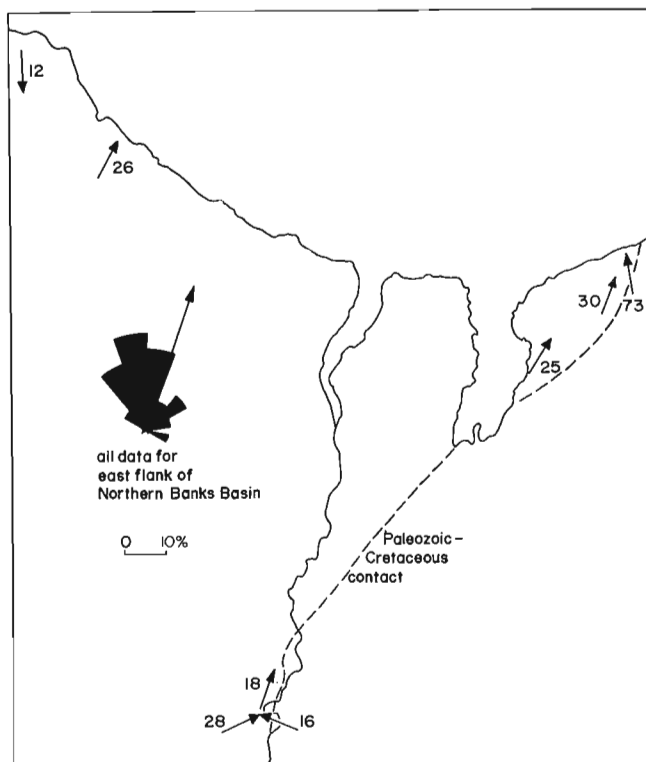 12
26
30
73
25
all data for
east flank of
Northern Banks Basin
0 10%
Paleozoic –
Cretaceous
contact
18
28
16